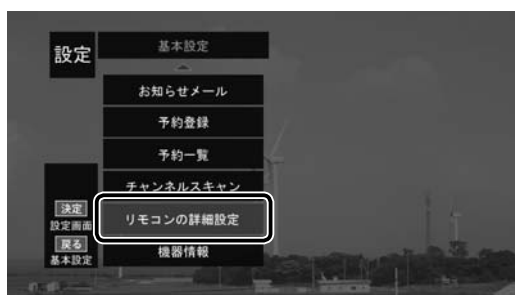 設定
基本設定
お知らせメール
予約登録
予約一覧
チャンネルスキャン
リモコンの詳細設定
機器情報
決定
設定画面
戻る
基本設定